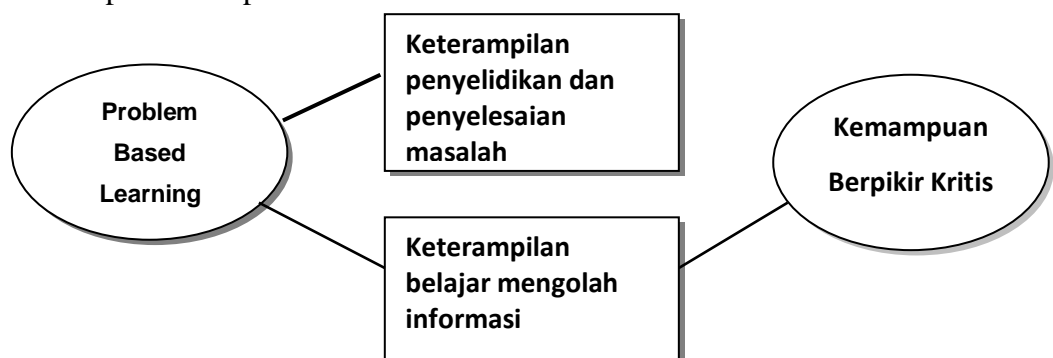 Problem
Based
Learning
Keterampilan
penyelidikan dan
penyelesaian
masalah
Keterampilan
belajar mengolah
informasi
Kemampuan
Berpikir Kritis